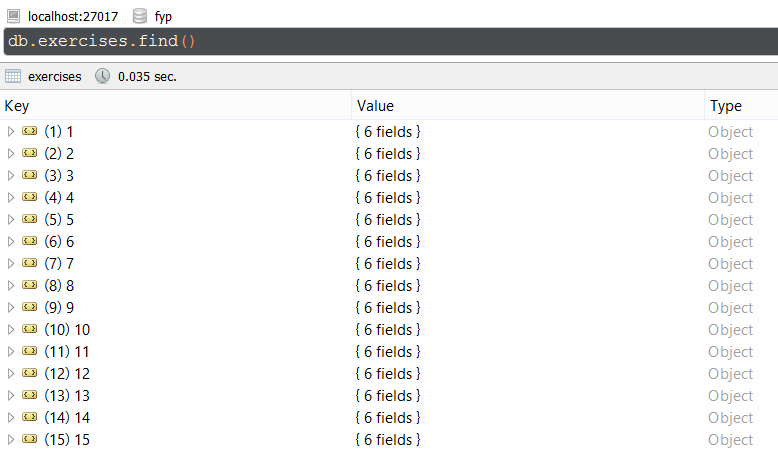 localhost:27017 fyp
db.exercises.find()
exercises 0.035 sec.
Key Value Type
(1) 1 { 6 fields } Object
(2) 2 { 6 fields } Object
(3) 3 { 6 fields } Object
(4) 4 { 6 fields } Object
(5) 5 { 6 fields } Object
(6) 6 { 6 fields } Object
(7) 7 { 6 fields } Object
(8) 8 { 6 fields } Object
(9) 9 { 6 fields } Object
(10) 10 { 6 fields } Object
(11) 11 { 6 fields } Object
(12) 12 { 6 fields } Object
(13) 13 { 6 fields } Object
(14) 14 { 6 fields } Object
(15) 15 { 6 fields } Object